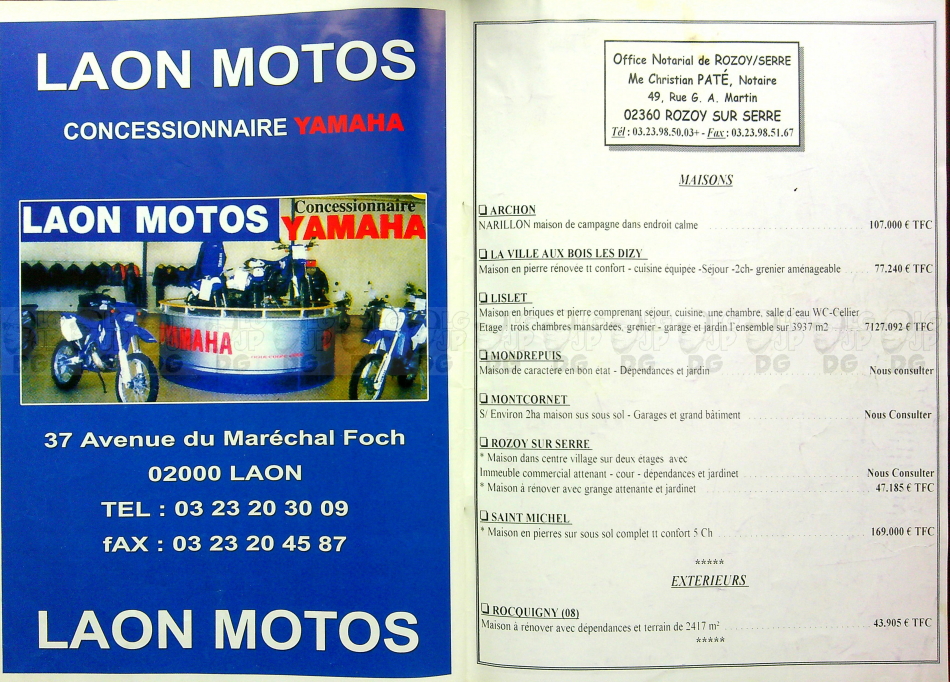 LAON MOTOS
CONCESSIONNAIRE YAMAHA
LAON MOTOS
Concessionnaire
YAMAHA
YAMAHA
37 Avenue du Maréchal Foch
02000 LAON
TEL : 03 23 20 30 09
fAX : 03 23 20 45 87
LAON MOTOS
Office Notarial de ROZOY/SERRE
Me Christian PATÉ, Notaire
49, Rue G. A. Martin
02360 ROZOY SUR SERRE
Tél : 03.23.98.50.03+ - Fax : 03.23.98.51.67
MAISONS
❑ ARCHON
NARILLON maison de campagne dans endroit calme 107.000 € TFC
❑ LA VILLE AUX BOIS LES DIZY
Maison en pierre rénovée tt confort - cuisine équipée -Séjour -2ch- grenier aménageable 77.240 € TFC
❑ LISLET
Maison en briques et pierre comprenant séjour, cuisine, une chambre, salle d'eau WC-Cellier
Etage : trois chambres mansardées, grenier - garage et jardin l'ensemble sur 3937 m2 7127.092 € TFC
❑ MONDREPUIS
Maison de caractère en bon état - Dépendances et jardin Nous consulter
❑ MONTCORNET
S/ Environ 2ha maison sus sous sol - Garages et grand bâtiment Nous Consulter
❑ ROZOY SUR SERRE
* Maison dans centre village sur deux étages avec
Immeuble commercial attenant - cour - dépendances et jardinet Nous Consulter
* Maison à rénover avec grange attenante et jardinet 47.185 € TFC
❑ SAINT MICHEL
* Maison en pierres sur sous sol complet tt confort 5 Ch 169.000 € TFC
*****
EXTERIEURS
❑ ROCQUIGNY (08)
Maison à rénover avec dépendances et terrain de 2417 m² 43.905 € TFC
*****